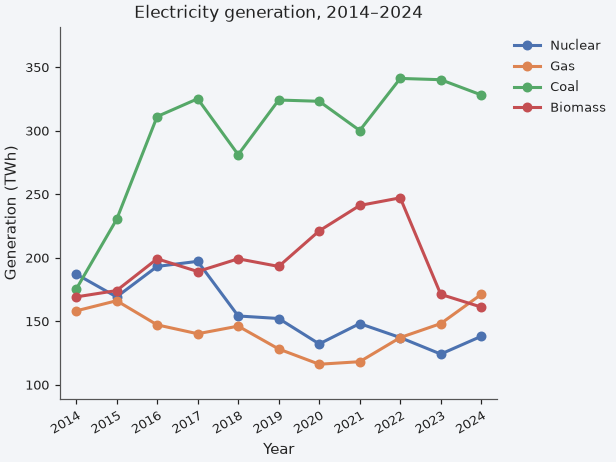 Electricity generation, 2014–2024
Generation (TWh)
350
300
250
200
150
100
2014
2015
2016
2017
2018
2019
2020
2021
2022
2023
2024
Year
Nuclear
Gas
Coal
Biomass